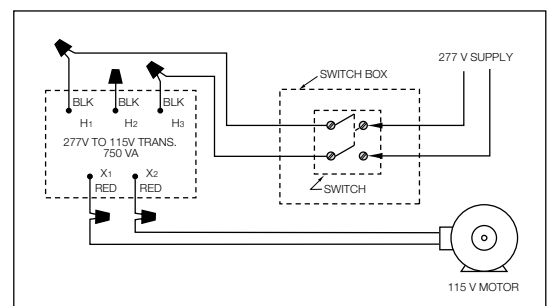 277 V SUPPLY
SWITCH BOX
BLK BLK BLK
H1 H2 H3
277V TO 115V TRANS.
750 VA
X1 X2
RED RED
SWITCH
115 V MOTOR